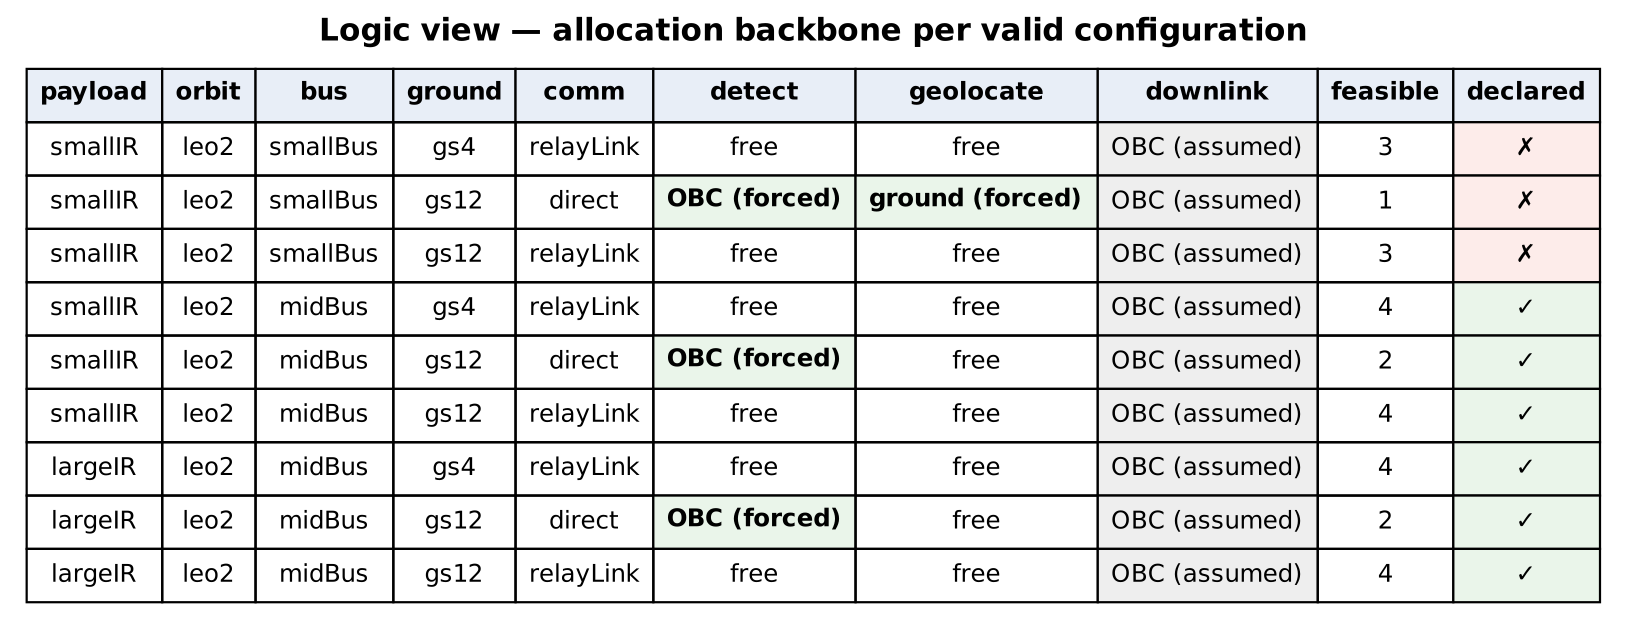 Logic view — allocation backbone per valid configuration
payload orbit bus ground comm detect geolocate downlink feasible declared
smallIR leo2 smallBus gs4 relayLink free free OBC (assumed) 3 ✗
smallIR leo2 smallBus gs12 direct OBC (forced) ground (forced) OBC (assumed) 1 ✗
smallIR leo2 smallBus gs12 relayLink free free OBC (assumed) 3 ✗
smallIR leo2 midBus gs4 relayLink free free OBC (assumed) 4 ✓
smallIR leo2 midBus gs12 direct OBC (forced) free OBC (assumed) 2 ✓
smallIR leo2 midBus gs12 relayLink free free OBC (assumed) 4 ✓
largeIR leo2 midBus gs4 relayLink free free OBC (assumed) 4 ✓
largeIR leo2 midBus gs12 direct OBC (forced) free OBC (assumed) 2 ✓
largeIR leo2 midBus gs12 relayLink free free OBC (assumed) 4 ✓